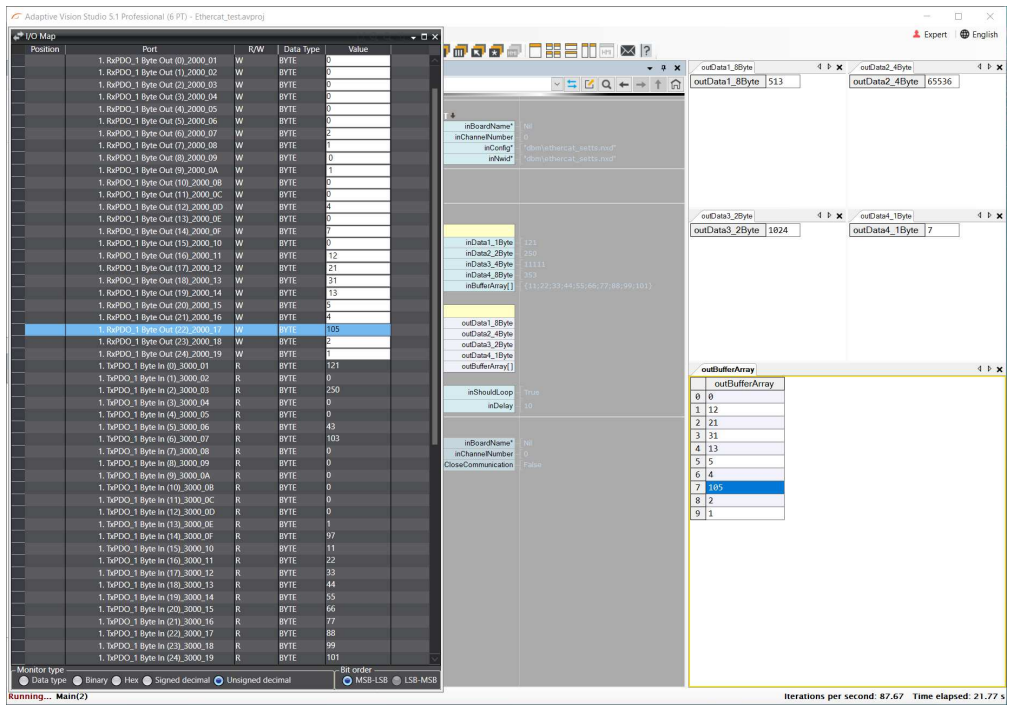 Adaptive Vision Studio 5.1 Professional (6 PT) - Ethercat_test.avproj
Expert English
I/O Map
Position Port R/W Data Type Value
1. RxPDO_1 Byte Out (0)_2000_01 W BYTE 0
1. RxPDO_1 Byte Out (1)_2000_02 W BYTE 0
1. RxPDO_1 Byte Out (2)_2000_03 W BYTE 0
1. RxPDO_1 Byte Out (3)_2000_04 W BYTE 0
1. RxPDO_1 Byte Out (4)_2000_05 W BYTE 0
1. RxPDO_1 Byte Out (5)_2000_06 W BYTE 0
1. RxPDO_1 Byte Out (6)_2000_07 W BYTE 2
1. RxPDO_1 Byte Out (7)_2000_08 W BYTE 1
1. RxPDO_1 Byte Out (8)_2000_09 W BYTE 0
1. RxPDO_1 Byte Out (9)_2000_0A W BYTE 1
1. RxPDO_1 Byte Out (10)_2000_0B W BYTE 0
1. RxPDO_1 Byte Out (11)_2000_0C W BYTE 0
1. RxPDO_1 Byte Out (12)_2000_0D W BYTE 4
1. RxPDO_1 Byte Out (13)_2000_0E W BYTE 0
1. RxPDO_1 Byte Out (14)_2000_0F W BYTE 7
1. RxPDO_1 Byte Out (15)_2000_10 W BYTE 0
1. RxPDO_1 Byte Out (16)_2000_11 W BYTE 12
1. RxPDO_1 Byte Out (17)_2000_12 W BYTE 21
1. RxPDO_1 Byte Out (18)_2000_13 W BYTE 31
1. RxPDO_1 Byte Out (19)_2000_14 W BYTE 13
1. RxPDO_1 Byte Out (20)_2000_15 W BYTE 5
1. RxPDO_1 Byte Out (21)_2000_16 W BYTE 4
1. RxPDO_1 Byte Out (22)_2000_17 W BYTE 105
1. RxPDO_1 Byte Out (23)_2000_18 W BYTE 2
1. RxPDO_1 Byte Out (24)_2000_19 W BYTE 1
1. TxPDO_1 Byte In (0)_3000_01 R BYTE 121
1. TxPDO_1 Byte In (1)_3000_02 R BYTE 0
1. TxPDO_1 Byte In (2)_3000_03 R BYTE 250
1. TxPDO_1 Byte In (3)_3000_04 R BYTE 0
1. TxPDO_1 Byte In (4)_3000_05 R BYTE 0
1. TxPDO_1 Byte In (5)_3000_06 R BYTE 43
1. TxPDO_1 Byte In (6)_3000_07 R BYTE 103
1. TxPDO_1 Byte In (7)_3000_08 R BYTE 0
1. TxPDO_1 Byte In (8)_3000_09 R BYTE 0
1. TxPDO_1 Byte In (9)_3000_0A R BYTE 0
1. TxPDO_1 Byte In (10)_3000_0B R BYTE 0
1. TxPDO_1 Byte In (11)_3000_0C R BYTE 0
1. TxPDO_1 Byte In (12)_3000_0D R BYTE 0
1. TxPDO_1 Byte In (13)_3000_0E R BYTE 1
1. TxPDO_1 Byte In (14)_3000_0F R BYTE 97
1. TxPDO_1 Byte In (15)_3000_10 R BYTE 11
1. TxPDO_1 Byte In (16)_3000_11 R BYTE 22
1. TxPDO_1 Byte In (17)_3000_12 R BYTE 33
1. TxPDO_1 Byte In (18)_3000_13 R BYTE 44
1. TxPDO_1 Byte In (19)_3000_14 R BYTE 55
1. TxPDO_1 Byte In (20)_3000_15 R BYTE 66
1. TxPDO_1 Byte In (21)_3000_16 R BYTE 77
1. TxPDO_1 Byte In (22)_3000_17 R BYTE 88
1. TxPDO_1 Byte In (23)_3000_18 R BYTE 99
1. TxPDO_1 Byte In (24)_3000_19 R BYTE 101
Monitor type Bit order
Data type Binary Hex Signed decimal Unsigned decimal MSB-LSB LSB-MSB
inBoardName* Nil
inChannelNumber 0
inConfig*
inNwid*
inData1_1Byte 121
inData2_2Byte 250
inData3_4Byte 11111
inData4_8Byte 353
inBufferArray[] {11;22;33;44;55;66;77;88;99;101}
outData1_8Byte
outData2_4Byte
outData3_2Byte
outData4_1Byte
outBufferArray[]
inShouldLoop True
inDelay 10
inBoardName* Nil
inChannelNumber 0
CloseCommunication False
outData1_8Byte
outData1_8Byte 513
outData2_4Byte
outData2_4Byte 65536
outData3_2Byte
outData3_2Byte 1024
outData4_1Byte
outData4_1Byte 7
outBufferArray
outBufferArray
0 0
1 12
2 21
3 31
4 13
5 5
6 4
7 105
8 2
9 1
Running... Main(2)
Iterations per second: 87.67 Time elapsed: 21.77 s